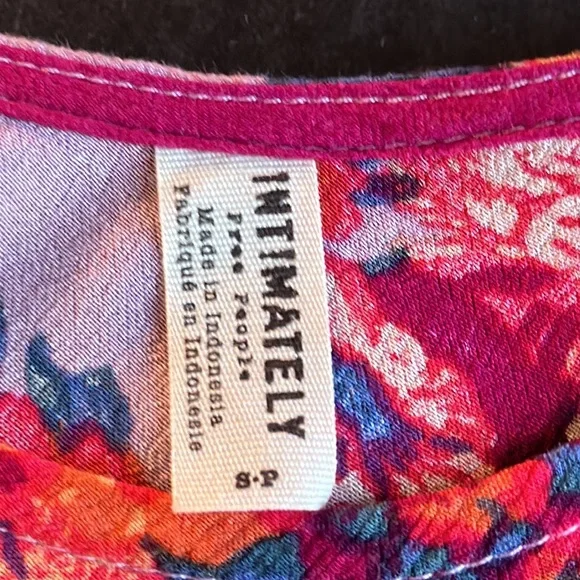 INTIMATELY
Free People
Made in Indonesia
Fabriqué en Indonesie
S·P